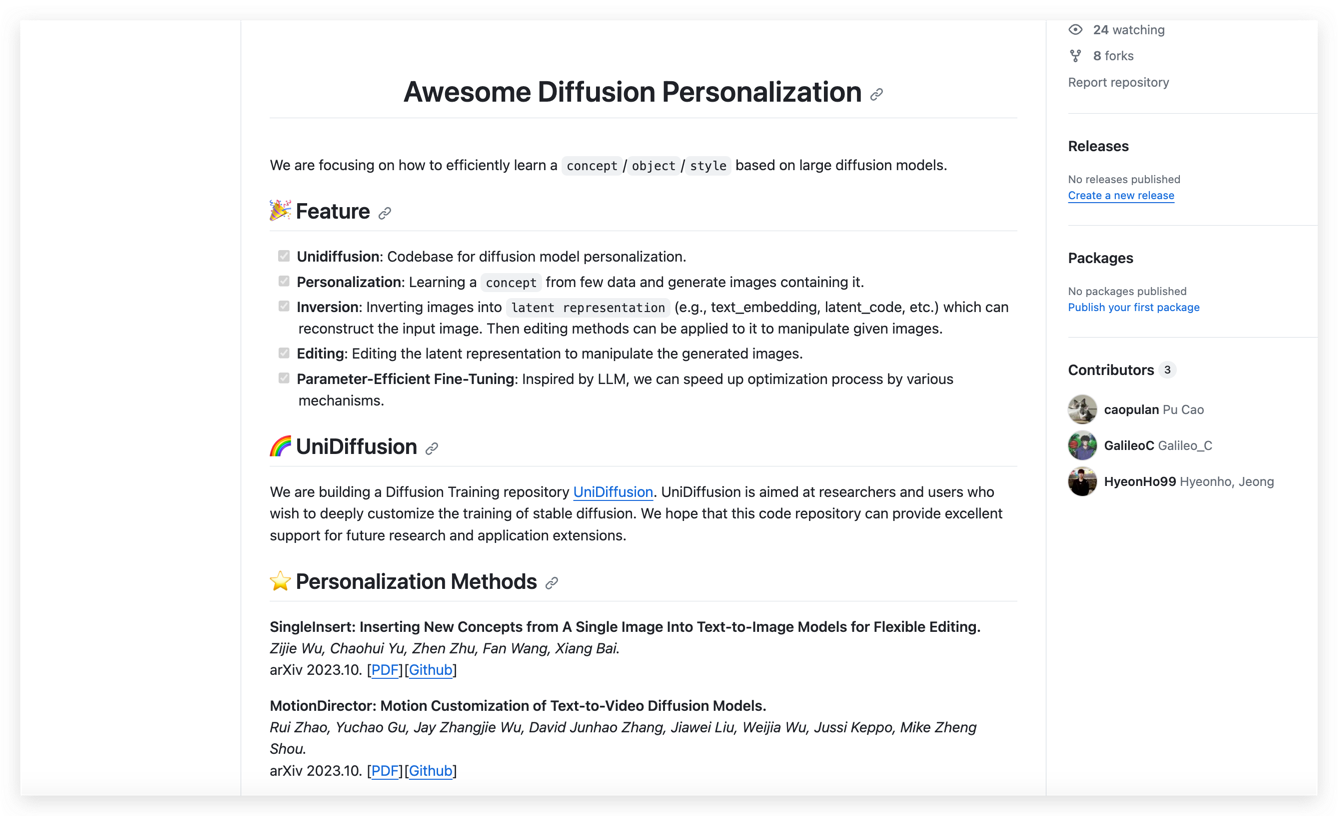 Awesome Diffusion Personalization
We are focusing on how to efficiently learn a concept / object / style based on large diffusion models.
🎉 Feature
Unidiffusion: Codebase for diffusion model personalization.
Personalization: Learning a concept from few data and generate images containing it.
Inversion: Inverting images into latent representation (e.g., text_embedding, latent_code, etc.) which can
reconstruct the input image. Then editing methods can be applied to it to manipulate given images.
Editing: Editing the latent representation to manipulate the generated images.
Parameter-Efficient Fine-Tuning: Inspired by LLM, we can speed up optimization process by various
mechanisms.
🌈 UniDiffusion
We are building a Diffusion Training repository UniDiffusion. UniDiffusion is aimed at researchers and users who
wish to deeply customize the training of stable diffusion. We hope that this code repository can provide excellent
support for future research and application extensions.
⭐ Personalization Methods
SingleInsert: Inserting New Concepts from A Single Image Into Text-to-Image Models for Flexible Editing.
Zijie Wu, Chaohui Yu, Zhen Zhu, Fan Wang, Xiang Bai.
arXiv 2023.10. [PDF][Github]
MotionDirector: Motion Customization of Text-to-Video Diffusion Models.
Rui Zhao, Yuchao Gu, Jay Zhangjie Wu, David Junhao Zhang, Jiawei Liu, Weijia Wu, Jussi Keppo, Mike Zheng
Shou.
arXiv 2023.10. [PDF][Github]
24 watching
8 forks
Report repository
Releases
No releases published
Create a new release
Packages
No packages published
Publish your first package
Contributors 3
caopulan Pu Cao
GalileoC Galileo_C
HyeonHo99 Hyeonho, Jeong